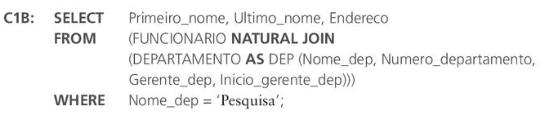 C1B: SELECT Primeiro_nome, Ultimo_nome, Endereco
FROM (FUNCIONARIO NATURAL JOIN
(DEPARTAMENTO AS DEP (Nome_dep, Numero_departamento,
Gerente_dep, Inicio_gerente_dep)))
WHERE Nome_dep = ‘Pesquisa’;